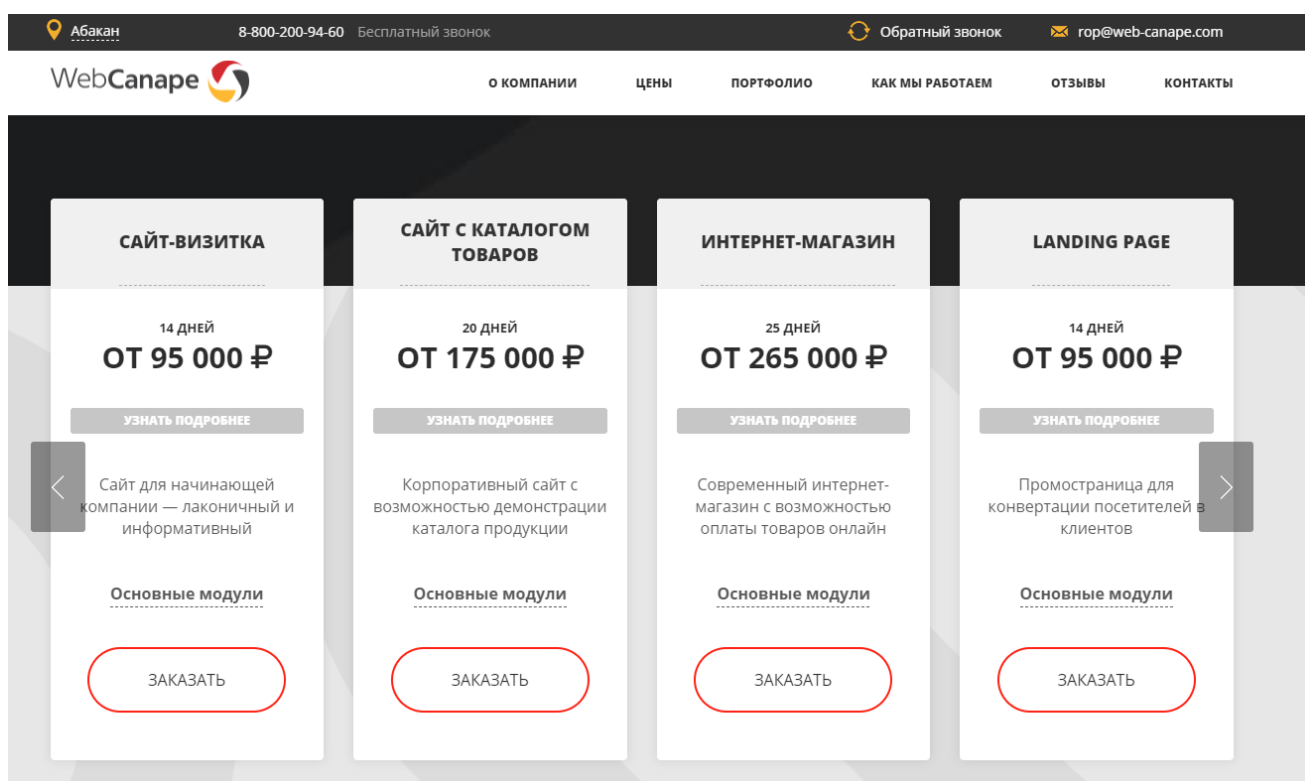 Абакан
8-800-200-94-60 Бесплатный звонок
Обратный звонок
rop@web-canape.com
WebCanape
О КОМПАНИИ
ЦЕНЫ
ПОРТФОЛИО
КАК МЫ РАБОТАЕМ
ОТЗЫВЫ
КОНТАКТЫ
САЙТ-ВИЗИТКА
14 ДНЕЙ
ОТ 95 000 ₽
УЗНАТЬ ПОДРОБНЕЕ
Сайт для начинающей
компании — лаконичный и
информативный
Основные модули
ЗАКАЗАТЬ
САЙТ С КАТАЛОГОМ
ТОВАРОВ
20 ДНЕЙ
ОТ 175 000 ₽
УЗНАТЬ ПОДРОБНЕЕ
Корпоративный сайт с
возможностью демонстрации
каталога продукции
Основные модули
ЗАКАЗАТЬ
ИНТЕРНЕТ-МАГАЗИН
25 ДНЕЙ
ОТ 265 000 ₽
УЗНАТЬ ПОДРОБНЕЕ
Современный интернет-
магазин с возможностью
оплаты товаров онлайн
Основные модули
ЗАКАЗАТЬ
LANDING PAGE
14 ДНЕЙ
ОТ 95 000 ₽
УЗНАТЬ ПОДРОБНЕЕ
Промостраница для
конвертации посетителей в
клиентов
Основные модули
ЗАКАЗАТЬ